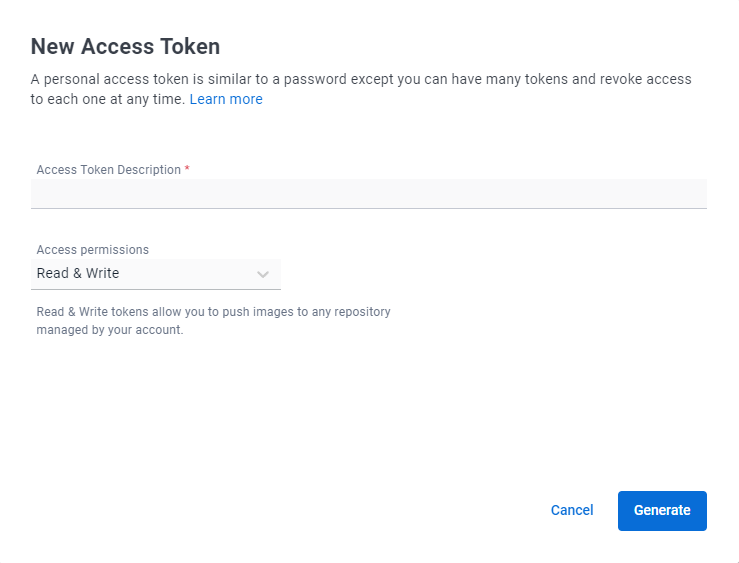 New Access Token
A personal access token is similar to a password except you can have many tokens and revoke access
to each one at any time. Learn more
Access Token Description *
Access permissions
Read & Write
Read & Write tokens allow you to push images to any repository
managed by your account.
Cancel
Generate